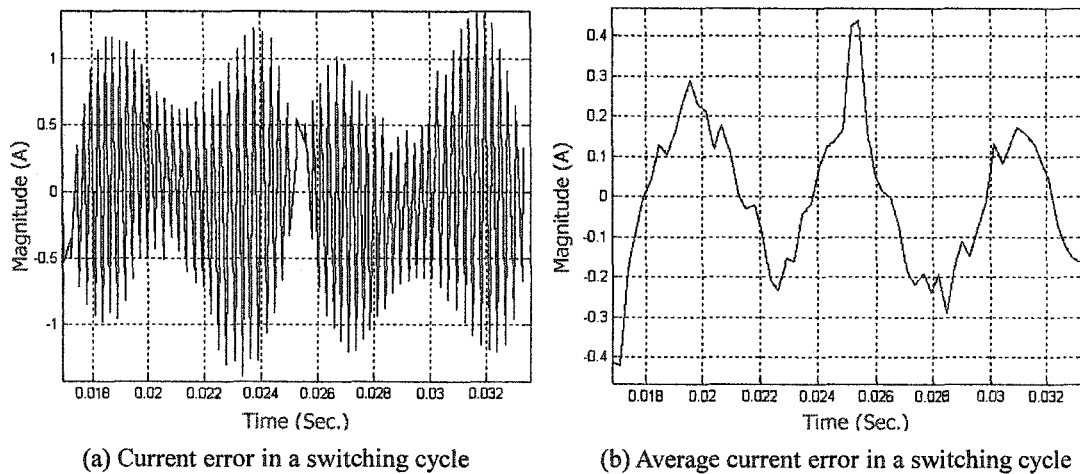 1
0.5
0
-0.5
-1
Magnitude (A)
0.018 0.02 0.022 0.024 0.026 0.028 0.03 0.032
Time (Sec.)
(a) Current error in a switching cycle
0.4
0.3
0.2
0.1
0
-0.1
-0.2
-0.3
-0.4
Magnitude (A)
0.018 0.02 0.022 0.024 0.026 0.028 0.03 0.032
Time (Sec.)
(b) Average current error in a switching cycle